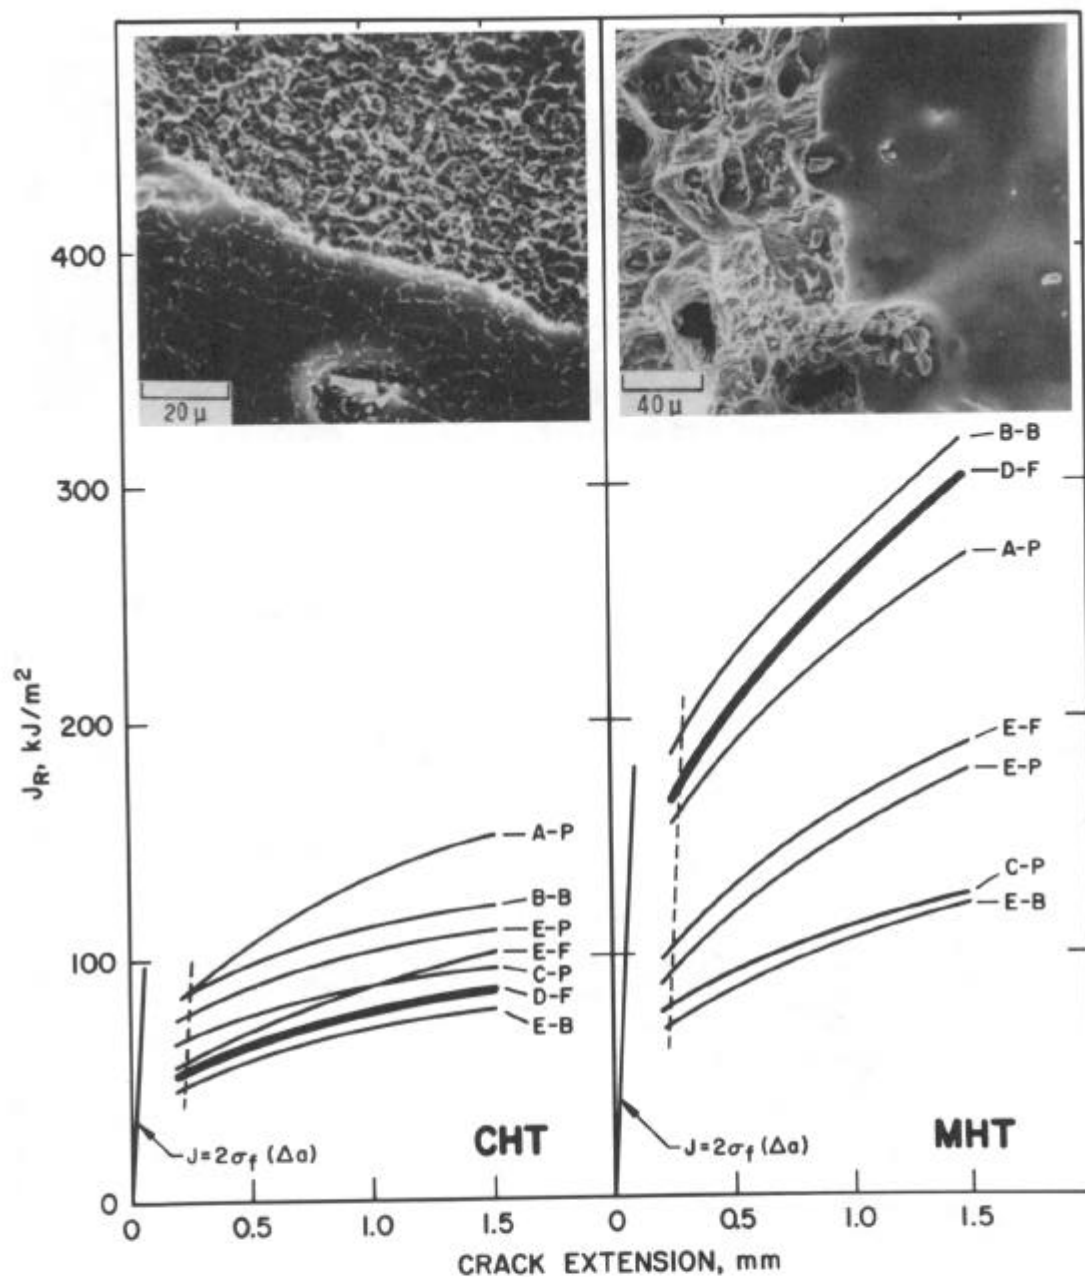 20 μ
40 μ
400
300
200
100
0
J_R, kJ/m²
A-P
B-B
E-P
E-F
C-P
D-F
E-B
J=2σ_f (Δa)
CHT
0
0.5
1.0
1.5
B-B
D-F
A-P
E-F
E-P
C-P
E-B
J=2σ_f (Δa)
MHT
0
0.5
1.0
1.5
CRACK EXTENSION, mm